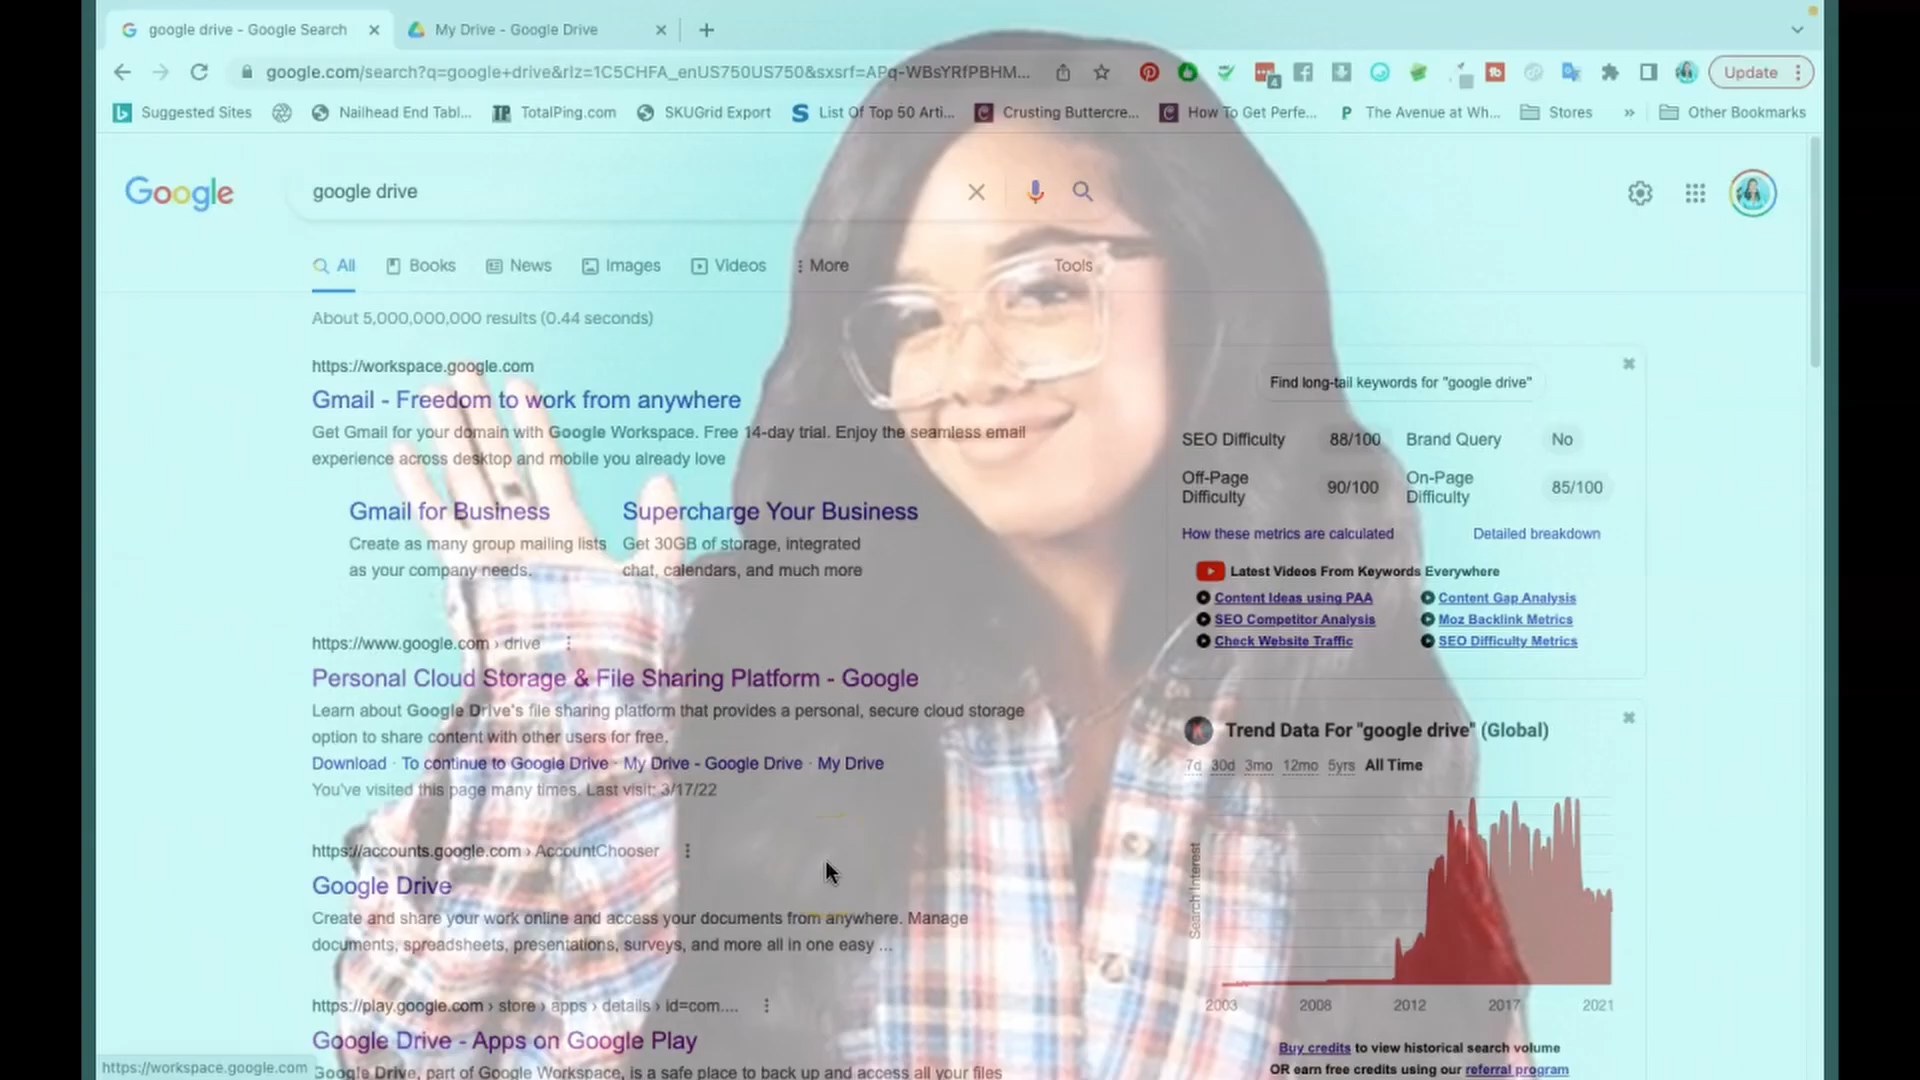 google drive - Google Search
My Drive - Google Drive
google.com/search?q=google+drive&rlz=1C5CHFA_enUS750US750&sxsrf=APq-WBsYRfPBHM...
Update
Suggested Sites
Nailhead End Tabl...
TotalPing.com
SKUGrid Export
List Of Top 50 Arti...
Crusting Buttercre...
How To Get Perfe...
The Avenue at Wh...
Stores
Other Bookmarks
Google
google drive
All
Books
News
Images
Videos
More
Tools
About 5,000,000,000 results (0.44 seconds)
https://workspace.google.com
Gmail - Freedom to work from anywhere
Get Gmail for your domain with Google Workspace. Free 14-day trial. Enjoy the seamless email
experience across desktop and mobile you already love
Gmail for Business
Create as many group mailing lists
as your company needs.
Supercharge Your Business
Get 30GB of storage, integrated
chat, calendars, and much more
https://www.google.com › drive
Personal Cloud Storage & File Sharing Platform - Google
Learn about Google Drive's file sharing platform that provides a personal, secure cloud storage
option to share content with other users for free.
Download · To continue to Google Drive · My Drive - Google Drive · My Drive
You've visited this page many times. Last visit: 3/17/22
https://accounts.google.com › AccountChooser
Google Drive
Create and share your work online and access your documents from anywhere. Manage
documents, spreadsheets, presentations, surveys, and more all in one easy ...
https://play.google.com › store › apps › details › id=com....
Google Drive - Apps on Google Play
Google Drive, part of Google Workspace, is a safe place to back up and access all your files
https://workspace.google.com
Find long-tail keywords for "google drive"
SEO Difficulty 88/100 Brand Query No
Off-Page Difficulty 90/100 On-Page Difficulty 85/100
How these metrics are calculated
Detailed breakdown
Latest Videos From Keywords Everywhere
Content Ideas using PAA
Content Gap Analysis
SEO Competitor Analysis
Moz Backlink Metrics
Check Website Traffic
SEO Difficulty Metrics
Trend Data For "google drive" (Global)
7d 30d 3mo 12mo 5yrs All Time
Search Interest
2003 2008 2012 2017 2021
Buy credits to view historical search volume
OR earn free credits using our referral program